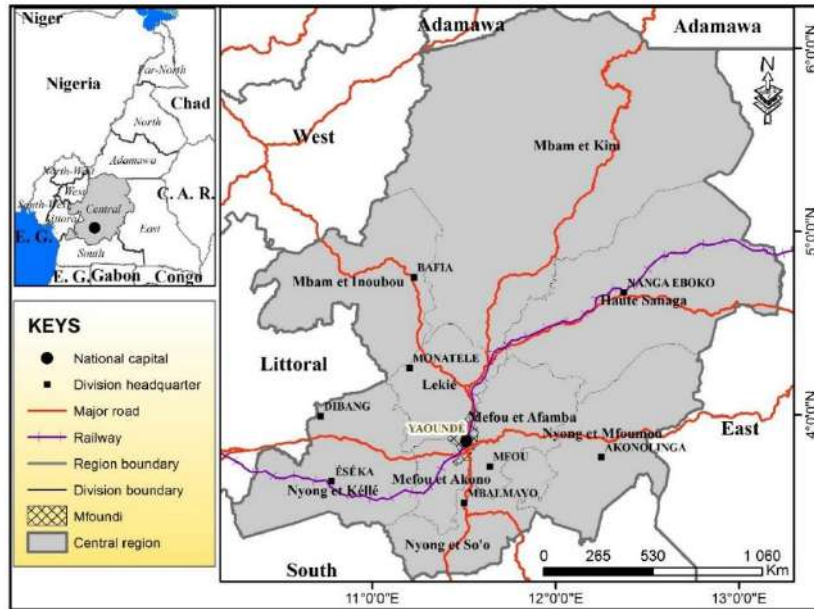 Niger
Nigeria
Far-North
Chad
North
Adamawa
North-West
West
C. A. R.
South-West
Littoral
Central
East
E. G.
South
E. G.
Gabon
Congo
KEYS
National capital
Division headquarter
Major road
Railway
Region boundary
Division boundary
Mfoundi
Central region
Adamawa
Adamawa
N
West
Mbam et Kim
BAFIA
Mbam et Inoubou
NANGA EBOKO
Haute Sanaga
Littoral
MONATELE
Lekié
DIBANG
YAOUNDÉ
Mefou et Afamba
Nyong et Mfoumou
East
AKONOLINGA
MFOU
ÉSÉKA
Mefou et Akono
Nyong et Kéllé
MBALMAYO
Nyong et So'o
South
0 265 530 1 060
Km
6°0'0"N
5°0'0"N
4°0'0"N
11°0'0"E 12°0'0"E 13°0'0"E